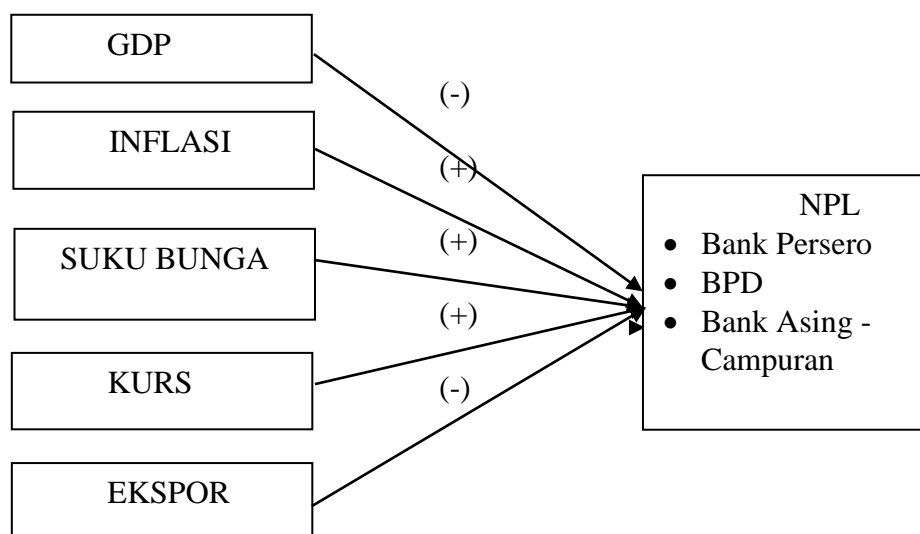 GDP
(-)
INFLASI
(+)
NPL
SUKU BUNGA
(+)
• Bank Persero
• BPD
• Bank Asing -
Campuran
(+)
KURS
(-)
EKSPOR